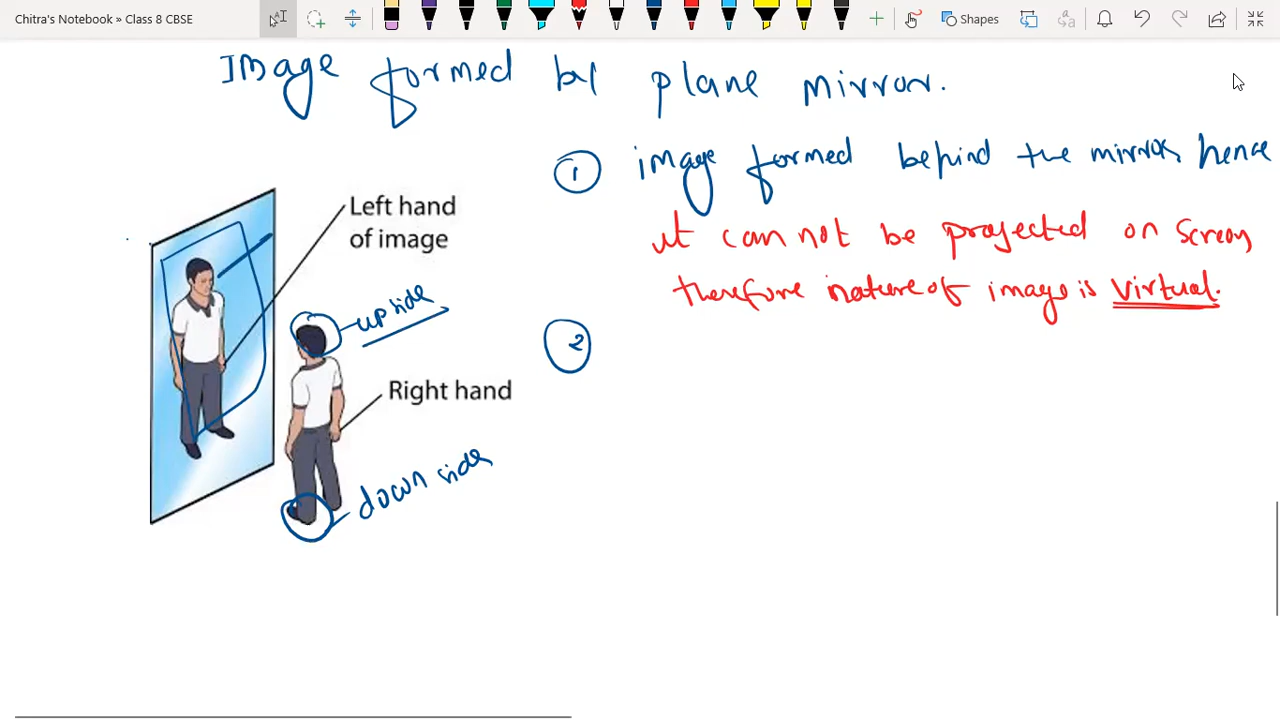 Chitra's Notebook » Class 8 CBSE
Shapes
Image formed by plane mirror.
1 image formed behind the mirror, hence
it can not be projected on screen,
therefore nature of image is virtual.
2
Left hand
of image
up side
Right hand
down side